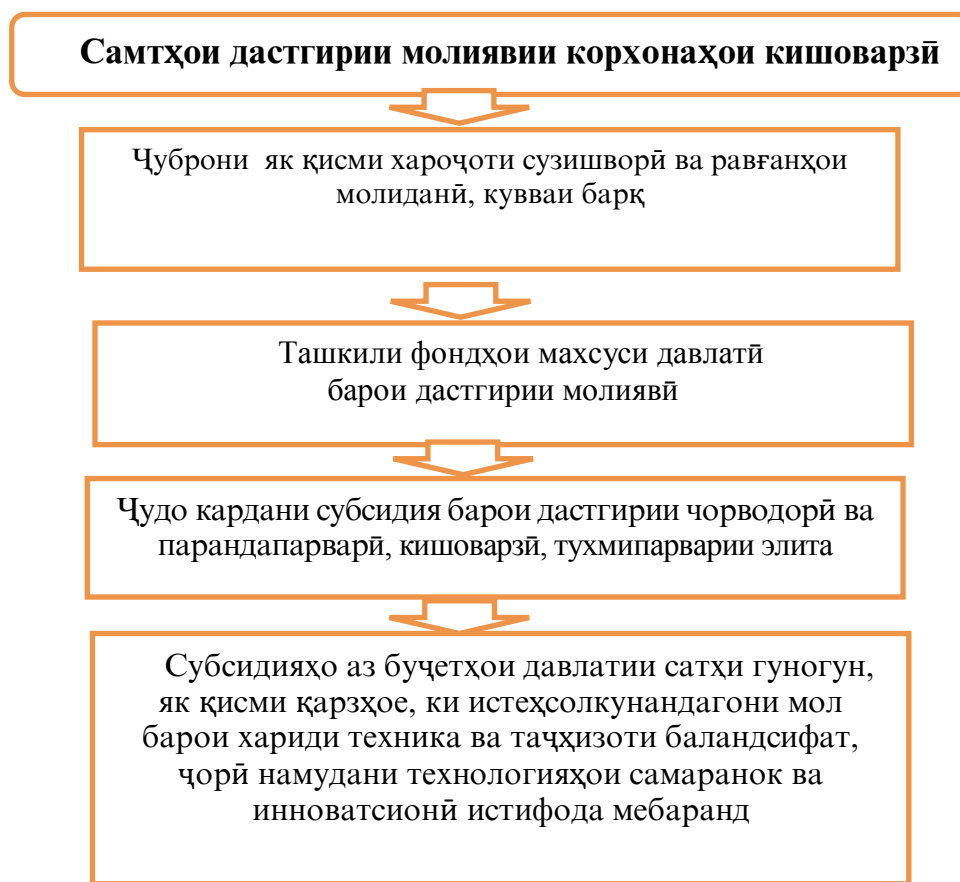 Самтҳои дастгирии молиявии корхонаҳои кишоварзӣ
Ҷуброни як қисми хароҷоти сузишворӣ ва равғанҳои
молиданӣ, кувваи барқ
Ташкили фондҳои махсуси давлатӣ
барои дастгирии молиявӣ
Ҷудо кардани субсидия барои дастгирии чорводорӣ ва
парандапарварӣ, кишоварзӣ, тухмипарварии элита
Субсидияҳо аз буҷетҳои давлатии сатҳи гуногун,
як қисми қарзҳое, ки истеҳсолкунандагони мол
барои хариди техника ва таҷҳизоти баландсифат,
ҷорӣ намудани технологияҳои самаранок ва
инноватсионӣ истифода мебаранд